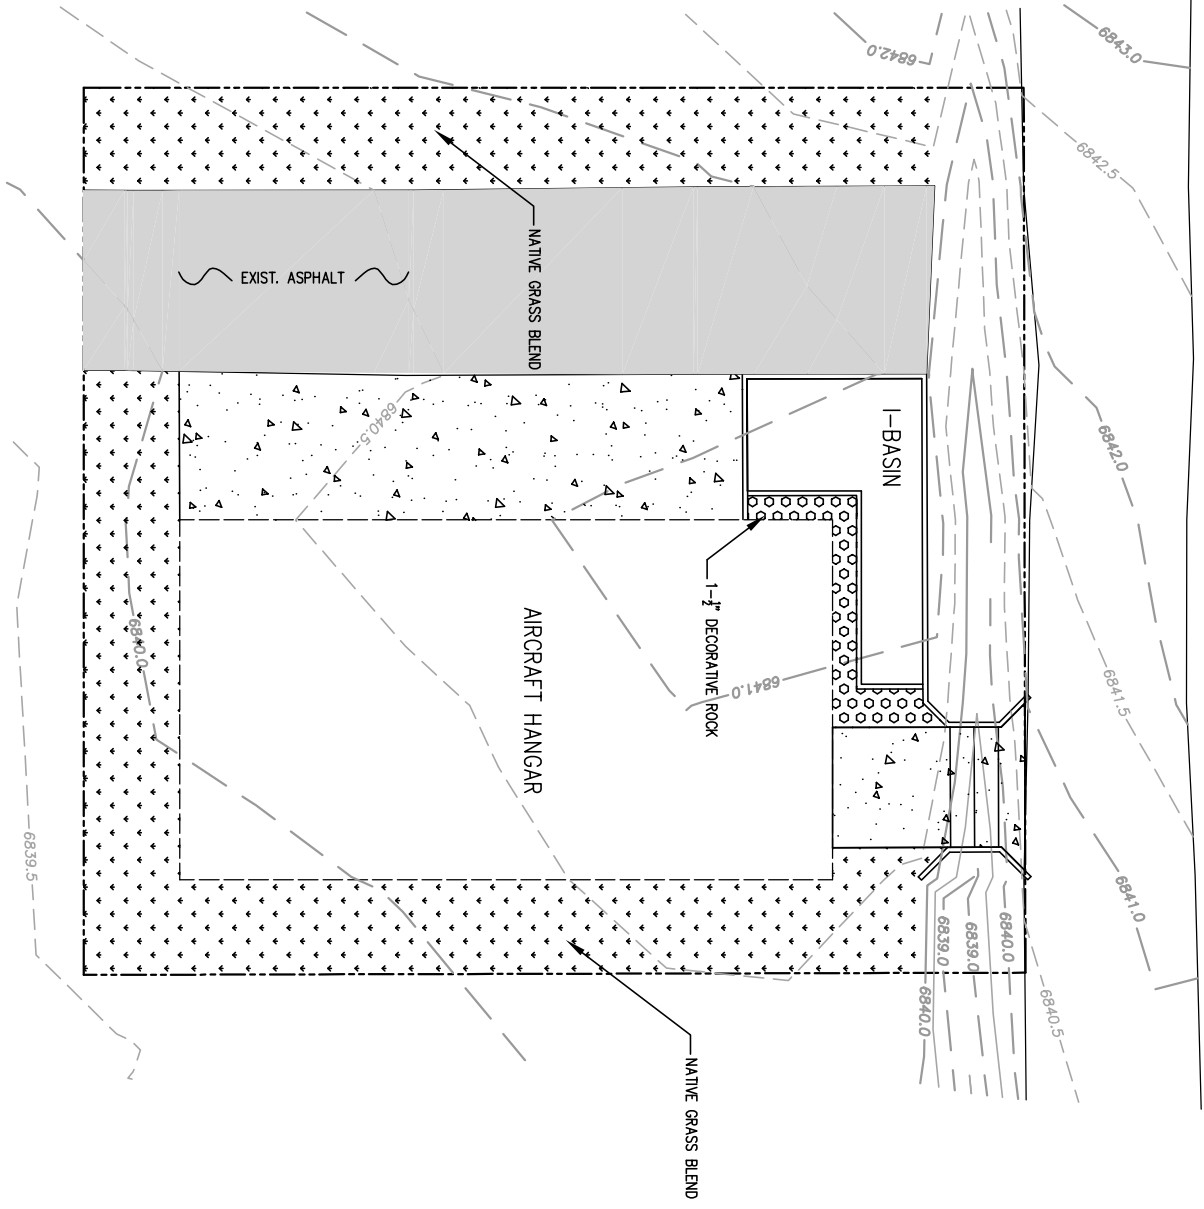 6843.0
6842.0
6842.5
NATIVE GRASS BLEND
EXIST. ASPHALT
6840.5
I-BASIN
6842.0
1-½" DECORATIVE ROCK
AIRCRAFT HANGAR
6840.0
6841.0
6841.5
6839.5
6841.0
6839.0
6839.0
6840.0
6840.0
6840.5
NATIVE GRASS BLEND